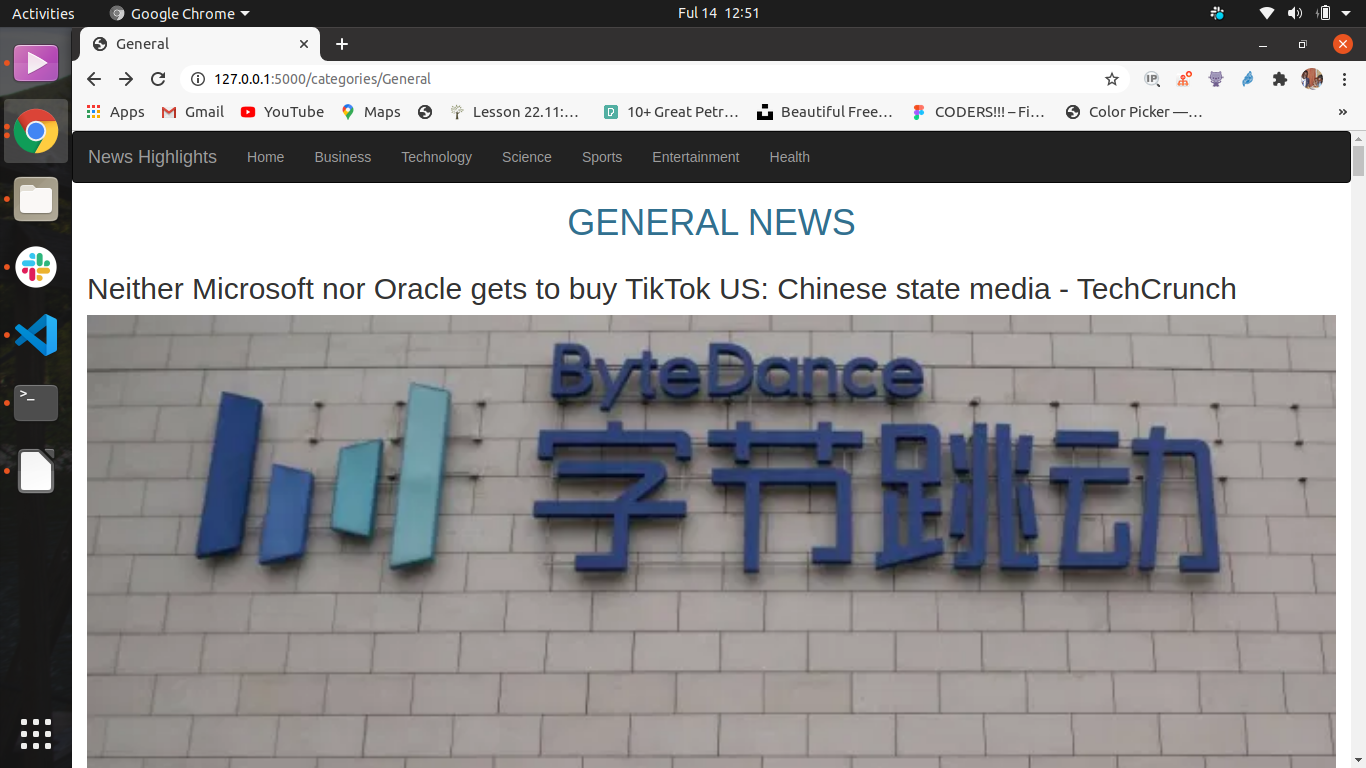 Activities
Google Chrome
Ful 14 12:51
General
127.0.0.1:5000/categories/General
IP
Apps
Gmail
YouTube
Maps
Lesson 22.11:…
10+ Great Petr…
Beautiful Free…
CODERS!!! – Fi…
Color Picker —…
»
News Highlights
Home
Business
Technology
Science
Sports
Entertainment
Health
GENERAL NEWS
Neither Microsoft nor Oracle gets to buy TikTok US: Chinese state media - TechCrunch
ByteDance
字节跳动
>_